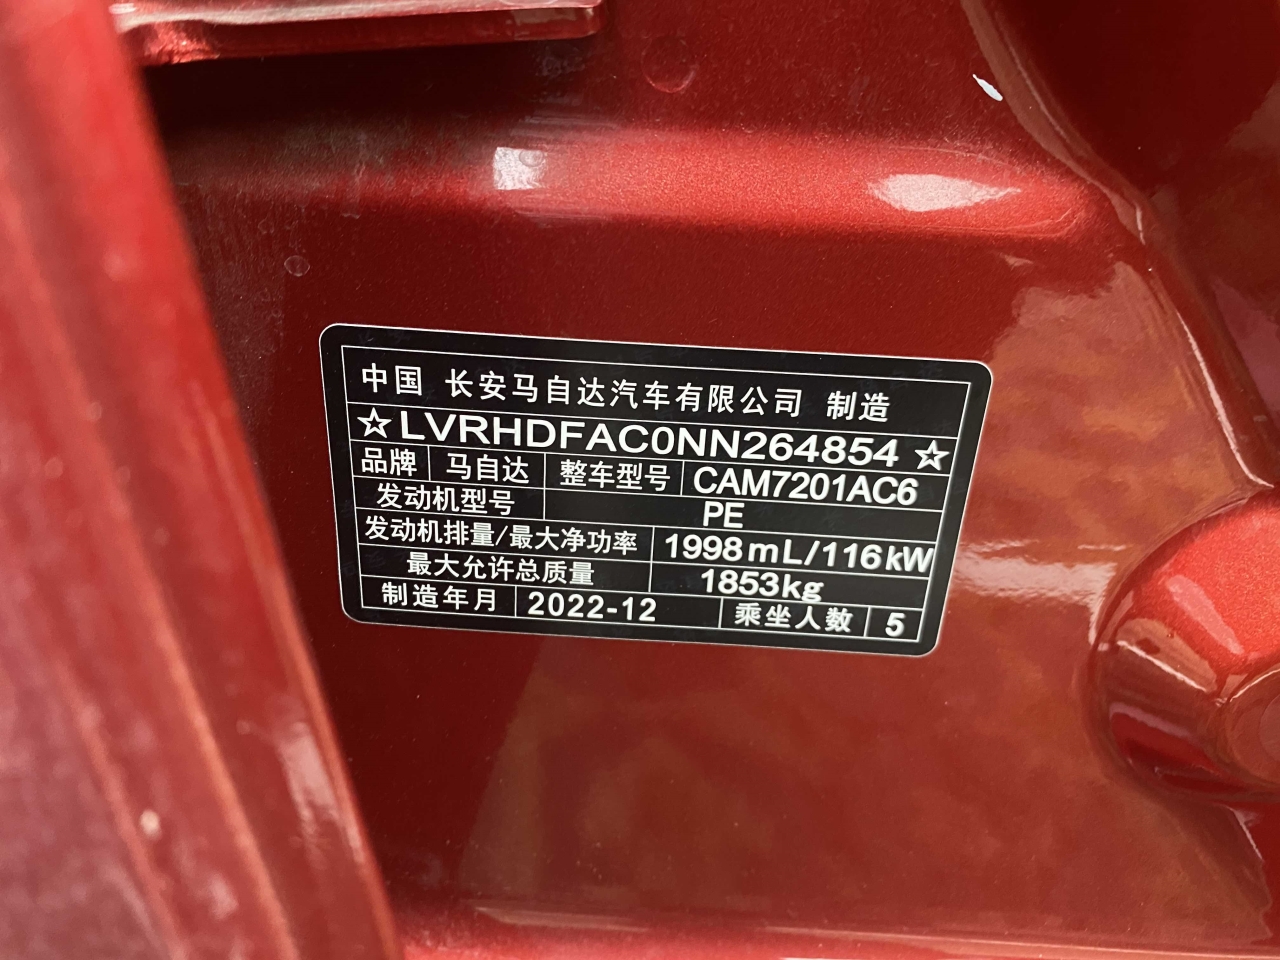 中国 长安马自达汽车有限公司 制造
☆LVRHDFAC0NN264854☆
品牌 马自达 整车型号 CAM7201AC6
发动机型号 PE
发动机排量/最大净功率 1998mL/116kW
最大允许总质量 1853kg
制造年月 2022-12 乘坐人数 5